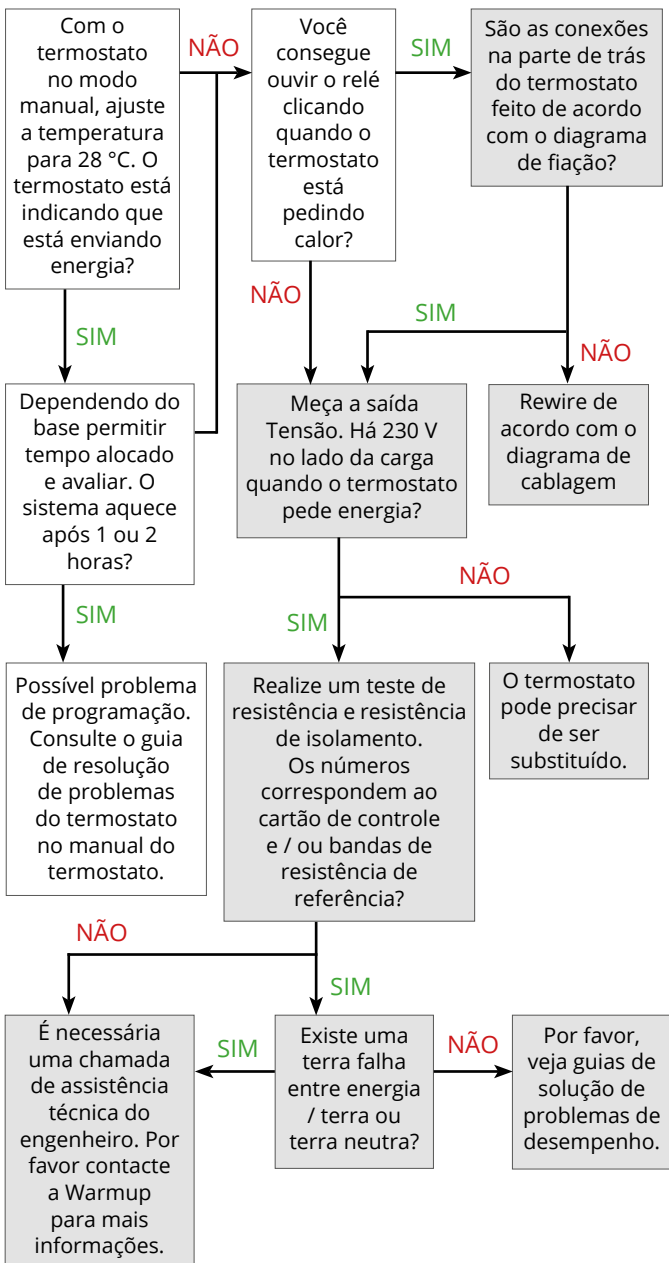 Com o
termostato
no modo
manual, ajuste
a temperatura
para 28 °C. O
termostato está
indicando que
está enviando
energia?
NÃO
Você
consegue
ouvir o relé
clicando
quando o
termostato
está
pedindo
calor?
SIM
São as conexões
na parte de trás
do termostato
feito de acordo
com o diagrama
de fiação?
SIM
NÃO
SIM
NÃO
Dependendo do
base permitir
tempo alocado
e avaliar. O
sistema aquece
após 1 ou 2
horas?
Meça a saída
Tensão. Há 230 V
no lado da carga
quando o termostato
pede energia?
Rewire de
acordo com o
diagrama de
cablagem
SIM
SIM
NÃO
Possível problema
de programação.
Consulte o guia
de resolução
de problemas
do termostato
no manual do
termostato.
Realize um teste de
resistência e resistência
de isolamento.
Os números
correspondem ao
cartão de controle
e / ou bandas de
resistência de
referência?
O termostato
pode precisar
de ser
substituído.
NÃO
SIM
É necessária
uma chamada
de assistência
técnica do
engenheiro. Por
favor contacte
a Warmup
para mais
informações.
SIM
Existe uma
terra falha
entre energia
/ terra ou
terra neutra?
NÃO
Por favor,
veja guias de
solução de
problemas de
desempenho.